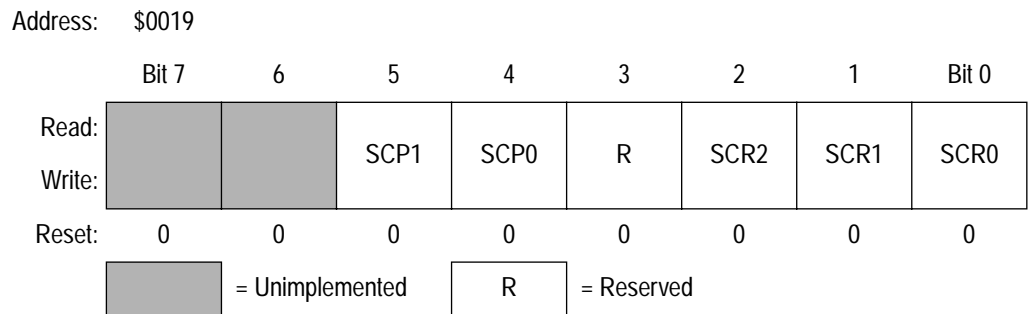 Address: $0019
Bit 7 6 5 4 3 2 1 Bit 0
Read:
SCP1 SCP0 R SCR2 SCR1 SCR0
Write:
Reset: 0 0 0 0 0 0 0 0
= Unimplemented R = Reserved